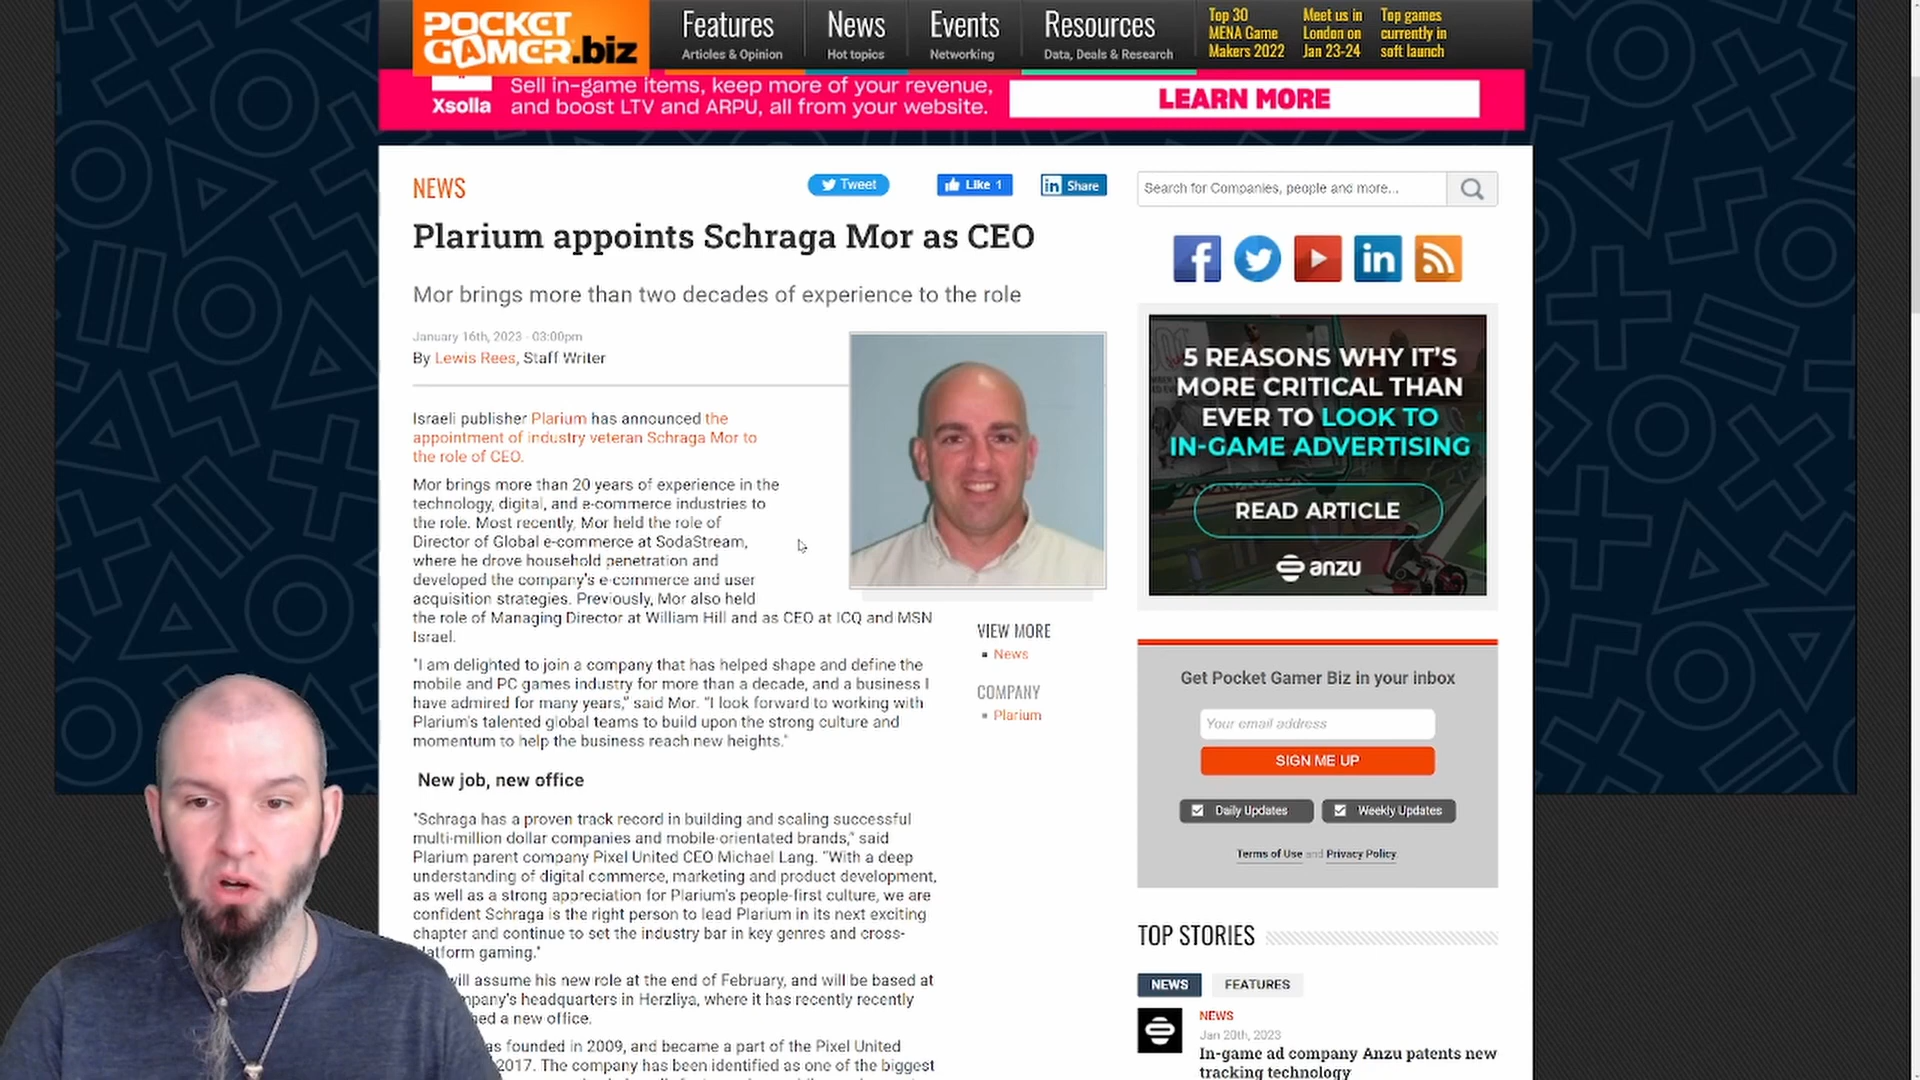 POCKET
GAMER.biz
Features
Articles & Opinion
News
Hot topics
Events
Networking
Resources
Data, Deals & Research
Top 30
MENA Game
Makers 2022
Meet us in
London on
Jan 23-24
Top games
currently in
soft launch
Xsolla
Sell in-game items, keep more of your revenue,
and boost LTV and ARPU, all from your website.
LEARN MORE
NEWS
Tweet
Like 1
in Share
Search for Companies, people and more...
Plarium appoints Schraga Mor as CEO
Mor brings more than two decades of experience to the role
January 16th, 2023 - 03:00pm
By Lewis Rees, Staff Writer
Israeli publisher Plarium has announced the
appointment of industry veteran Schraga Mor to
the role of CEO.
Mor brings more than 20 years of experience in the
technology, digital, and e-commerce industries to
the role. Most recently, Mor held the role of
Director of Global e-commerce at SodaStream,
where he drove household penetration and
developed the company's e-commerce and user
acquisition strategies. Previously, Mor also held
the role of Managing Director at William Hill and as CEO at ICQ and MSN
Israel.
"I am delighted to join a company that has helped shape and define the
mobile and PC games industry for more than a decade, and a business I
have admired for many years," said Mor. "I look forward to working with
Plarium's talented global teams to build upon the strong culture and
momentum to help the business reach new heights."
New job, new office
"Schraga has a proven track record in building and scaling successful
multi-million dollar companies and mobile-orientated brands," said
Plarium parent company Pixel United CEO Michael Lang. "With a deep
understanding of digital commerce, marketing and product development,
as well as a strong appreciation for Plarium's people-first culture, we are
confident Schraga is the right person to lead Plarium in its next exciting
chapter and continue to set the industry bar in key genres and cross-
latform gaming."
will assume his new role at the end of February, and will be based at
mpany's headquarters in Herzliya, where it has recently recently
hed a new office.
as founded in 2009, and became a part of the Pixel United
2017. The company has been identified as one of the biggest
VIEW MORE
News
COMPANY
Plarium
f
in
5 REASONS WHY IT'S
MORE CRITICAL THAN
EVER TO LOOK TO
IN-GAME ADVERTISING
READ ARTICLE
anzu
Get Pocket Gamer Biz in your inbox
Your email address
SIGN ME UP
Daily Updates
Weekly Updates
Terms of Use and Privacy Policy
TOP STORIES
NEWS
FEATURES
NEWS
Jan 20th, 2023
In-game ad company Anzu patents new
tracking technology